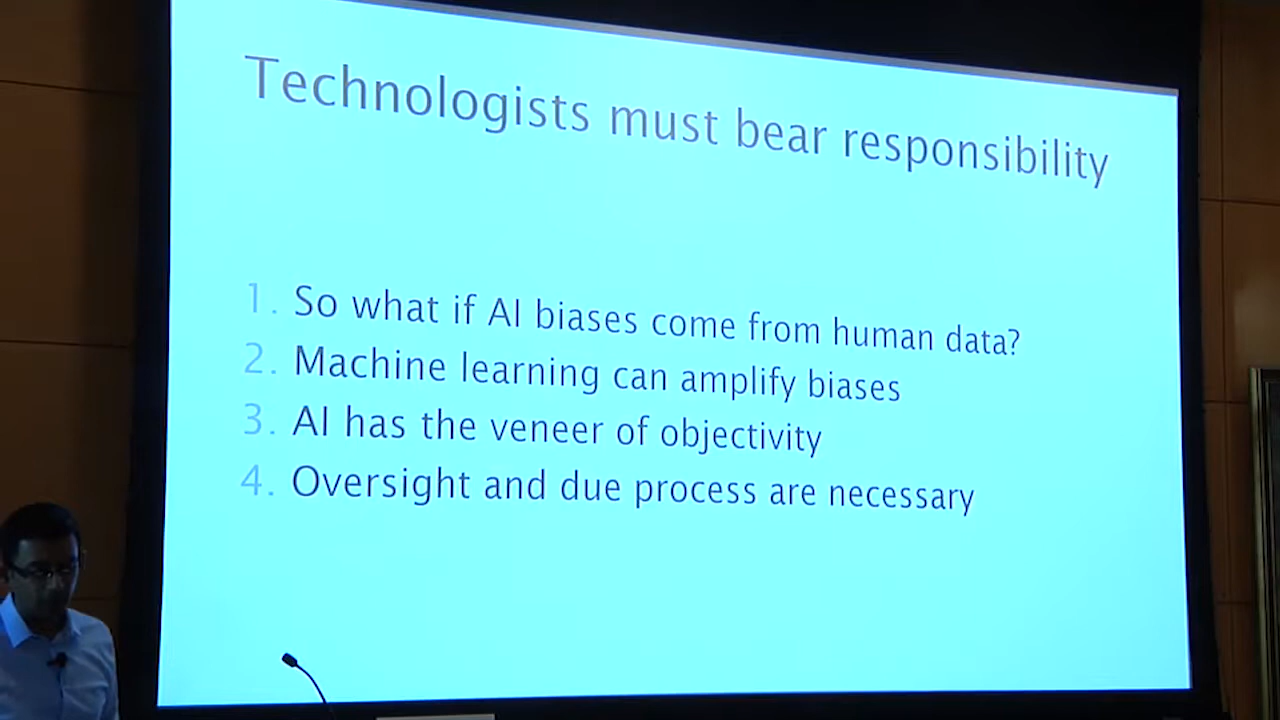 Technologists must bear responsibility
1. So what if AI biases come from human data?
2. Machine learning can amplify biases
3. AI has the veneer of objectivity
4. Oversight and due process are necessary